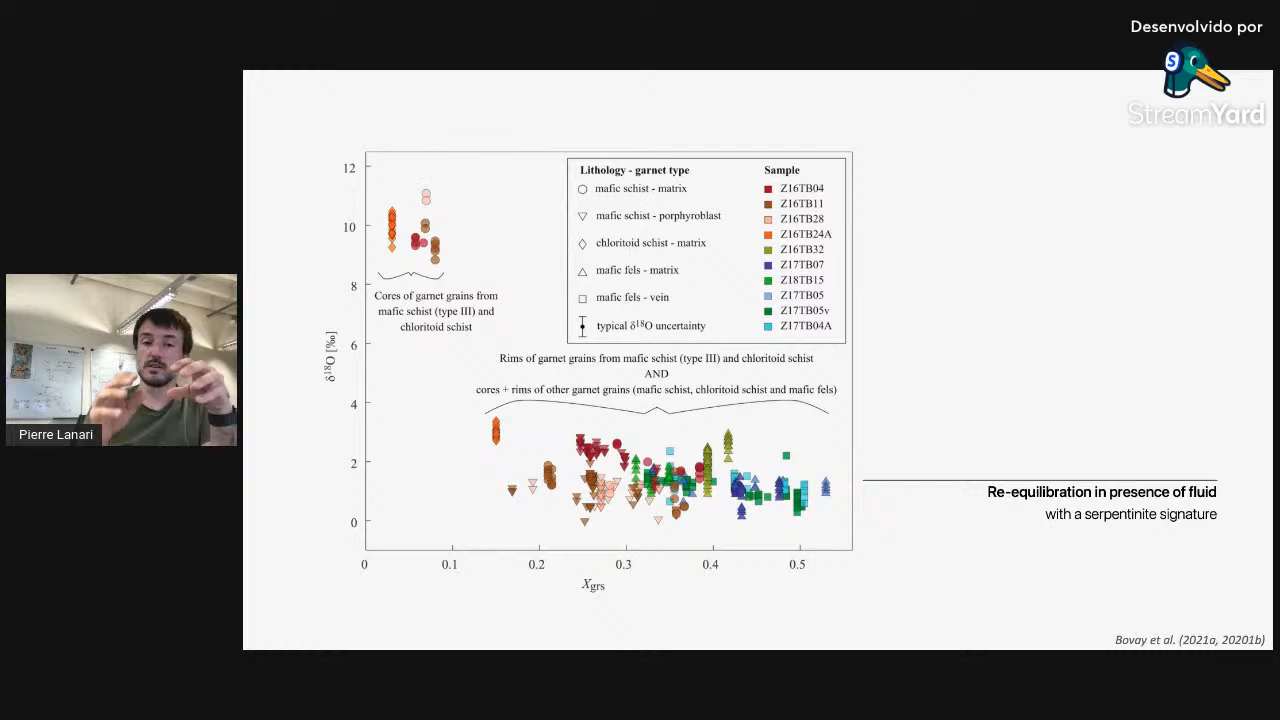 Desenvolvido por
S
StreamYard
12
10
8
6
4
2
0
δ¹⁸O [‰]
0
0.1
0.2
0.3
0.4
0.5
Xgrs
Lithology - garnet type
mafic schist - matrix
mafic schist - porphyroblast
chloritoid schist - matrix
mafic fels - matrix
mafic fels - vein
typical δ¹⁸O uncertainty
Sample
Z16TB04
Z16TB11
Z16TB28
Z16TB24A
Z16TB32
Z17TB07
Z18TB15
Z17TB05
Z17TB05v
Z17TB04A
Cores of garnet grains from
mafic schist (type III) and
chloritoid schist
Rims of garnet grains from mafic schist (type III) and chloritoid schist
AND
cores + rims of other garnet grains (mafic schist, chloritoid schist and mafic fels)
Pierre Lanari
Re-equilibration in presence of fluid
with a serpentinite signature
Bovay et al. (2021a, 20201b)